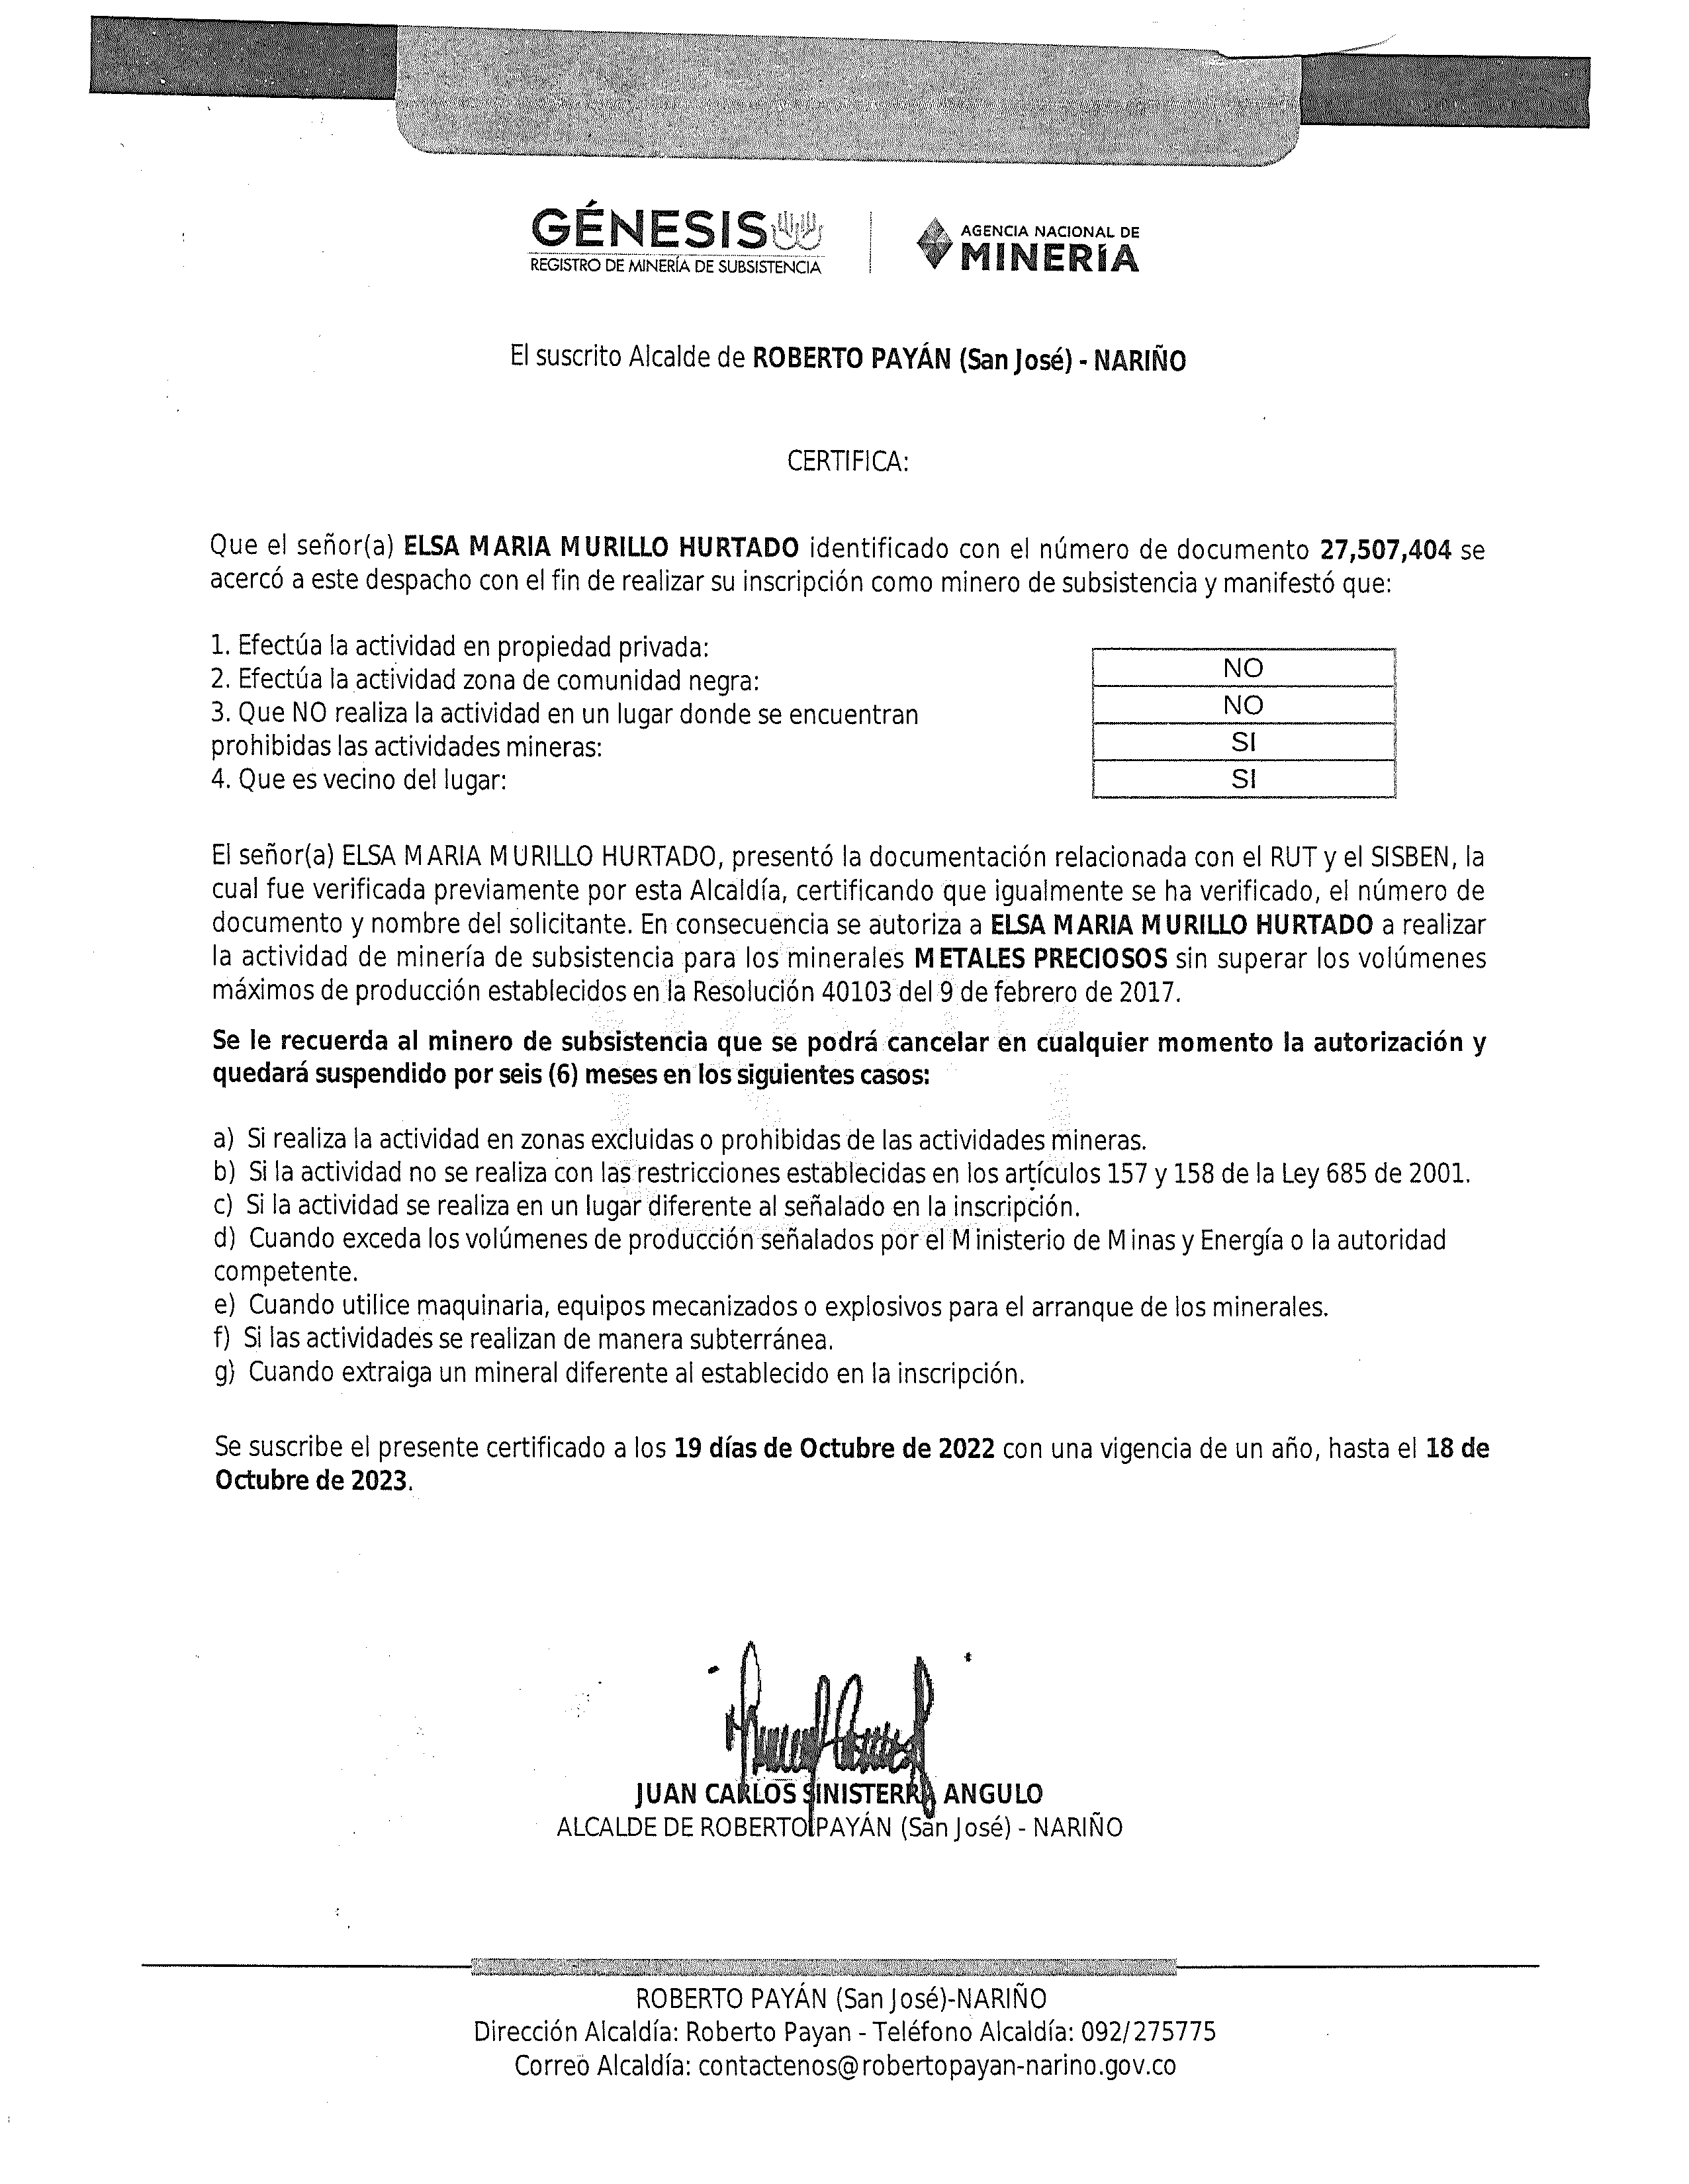 GÉNESIS
REGISTRO DE MINERÍA DE SUBSISTENCIA
AGENCIA NACIONAL DE
MINERÍA
El suscrito Alcalde de ROBERTO PAYÁN (San José) - NARIÑO
CERTIFICA:
Que el señor(a) ELSA MARIA MURILLO HURTADO identificado con el número de documento 27,507,404 se
acercó a este despacho con el fin de realizar su inscripción como minero de subsistencia y manifestó que:
1. Efectúa la actividad en propiedad privada:
NO
2. Efectúa la actividad zona de comunidad negra:
NO
3. Que NO realiza la actividad en un lugar donde se encuentran
prohibidas las actividades mineras:
SI
4. Que es vecino del lugar:
SI
El señor(a) ELSA MARIA MURILLO HURTADO, presentó la documentación relacionada con el RUT y el SISBEN, la
cual fue verificada previamente por esta Alcaldía, certificando que igualmente se ha verificado, el número de
documento y nombre del solicitante. En consecuencia se autoriza a ELSA MARIA MURILLO HURTADO a realizar
la actividad de minería de subsistencia para los minerales METALES PRECIOSOS sin superar los volúmenes
máximos de producción establecidos en la Resolución 40103 del 9 de febrero de 2017.
Se le recuerda al minero de subsistencia que se podrá cancelar en cualquier momento la autorización y
quedará suspendido por seis (6) meses en los siguientes casos:
a) Si realiza la actividad en zonas excluidas o prohibidas de las actividades mineras.
b) Si la actividad no se realiza con las restricciones establecidas en los artículos 157 y 158 de la Ley 685 de 2001.
c) Si la actividad se realiza en un lugar diferente al señalado en la inscripción.
d) Cuando exceda los volúmenes de producción señalados por el Ministerio de Minas y Energía o la autoridad
competente.
e) Cuando utilice maquinaria, equipos mecanizados o explosivos para el arranque de los minerales.
f) Si las actividades se realizan de manera subterránea.
g) Cuando extraiga un mineral diferente al establecido en la inscripción.
Se suscribe el presente certificado a los 19 días de Octubre de 2022 con una vigencia de un año, hasta el 18 de
Octubre de 2023.
JUAN CARLOS SINISTERRA ANGULO
ALCALDE DE ROBERTO PAYÁN (San José) - NARIÑO
ROBERTO PAYÁN (San José)-NARIÑO
Dirección Alcaldía: Roberto Payan - Teléfono Alcaldía: 092/275775
Correo Alcaldía: contactenos@robertopayan-narino.gov.co